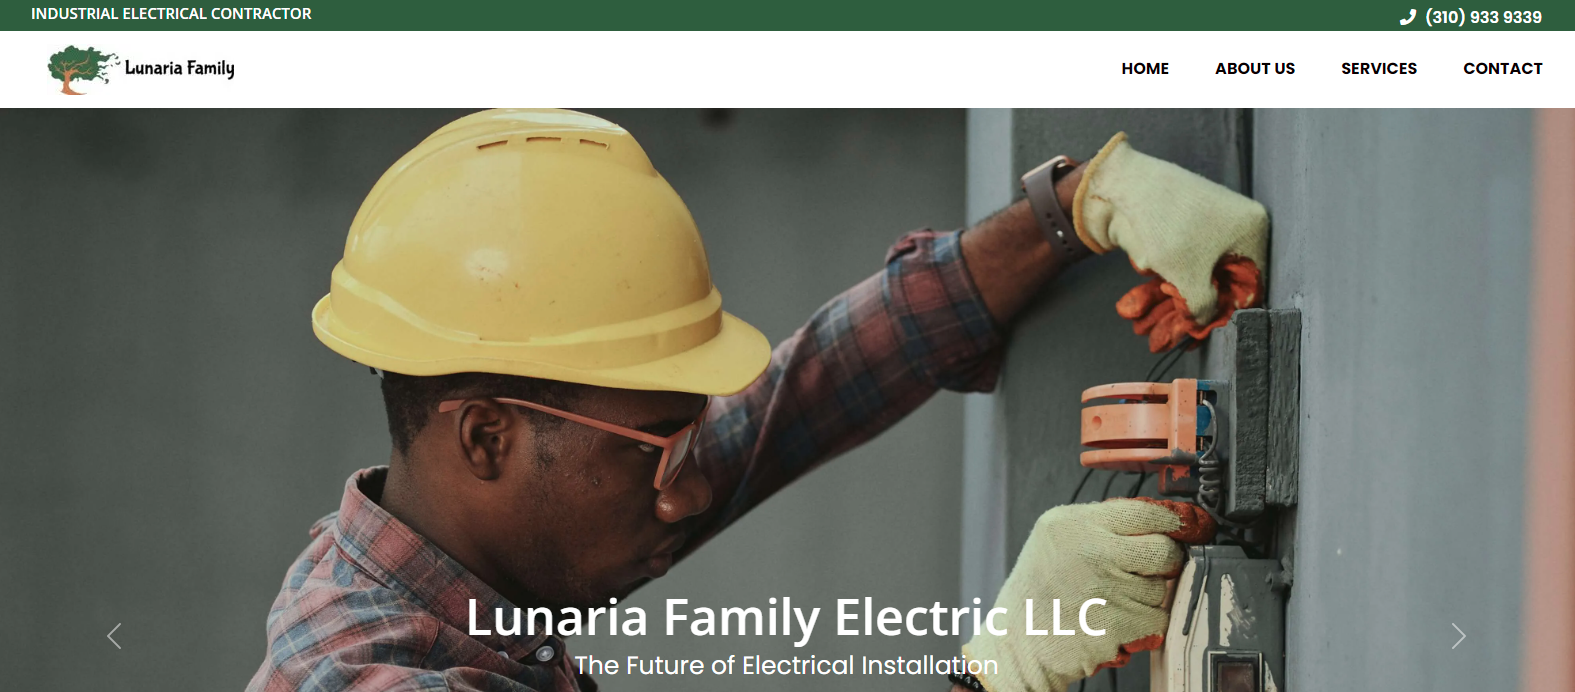 INDUSTRIAL ELECTRICAL CONTRACTOR
(310) 933 9339
Lunaria Family
HOME
ABOUT US
SERVICES
CONTACT
Lunaria Family Electric LLC
The Future of Electrical Installation